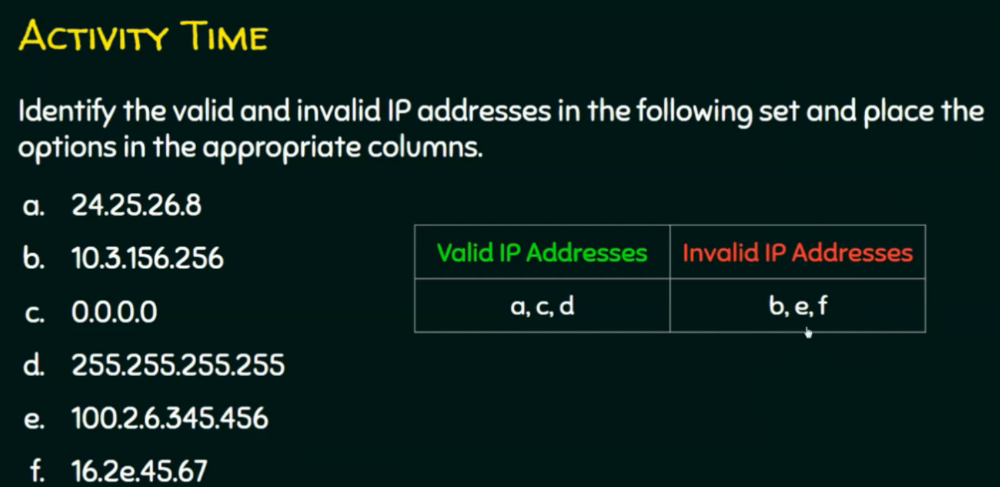 ACTIVITY TIME
Identify the valid and invalid IP addresses in the following set and place the
options in the appropriate columns.
a. 24.25.26.8
b. 10.3.156.256
c. 0.0.0.0
d. 255.255.255.255
e. 100.2.6.345.456
f. 16.2e.45.67
Valid IP Addresses Invalid IP Addresses
a, c, d b, e, f